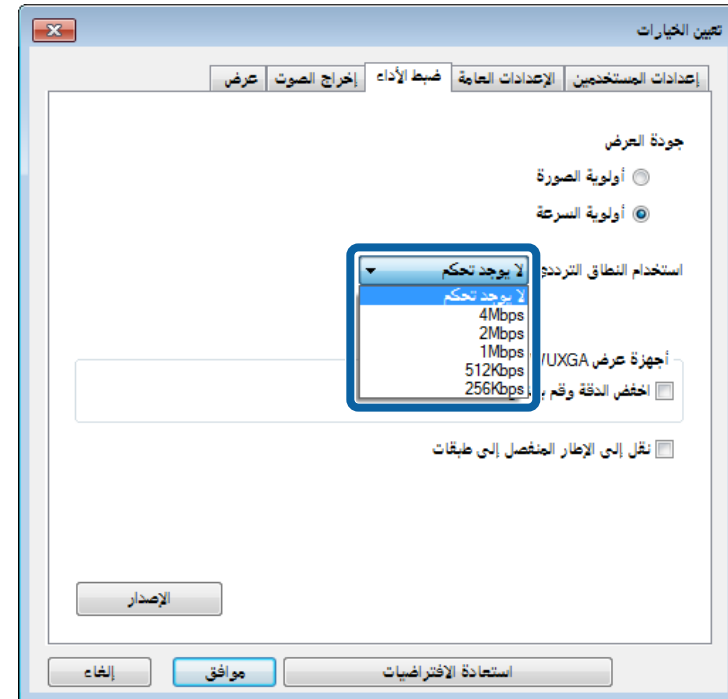 تعيين الخيارات
إعدادات المستخدمين الإعدادات العامة ضبط الأداء إخراج الصوت عرض
جودة العرض
أولوية الصورة
أولوية السرعة
استخدام النطاق الترددي لا يوجد تحكم
لا يوجد تحكم
4Mbps
2Mbps
1Mbps
512Kbps
256Kbps
أجهزة عرض UXGA/
اخفض الدقة وقم
نقل إلى الإطار المنفصل إلى طبقات
الإصدار
استعادة الافتراضيات موافق إلغاء